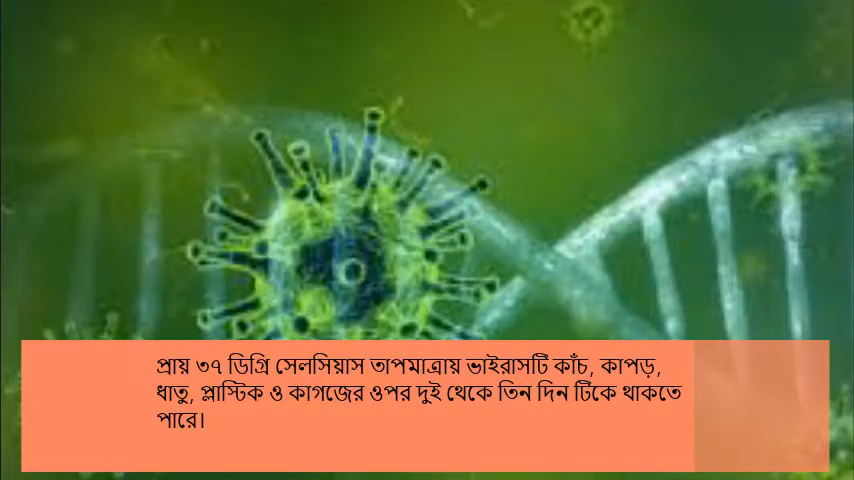 প্রায় ৩৭ ডিগ্রি সেলসিয়াস তাপমাত্রায় ভাইরাসটি কাঁচ, কাপড়,
ধাতু, প্লাস্টিক ও কাগজের ওপর দুই থেকে তিন দিন টিকে থাকতে
পারে।